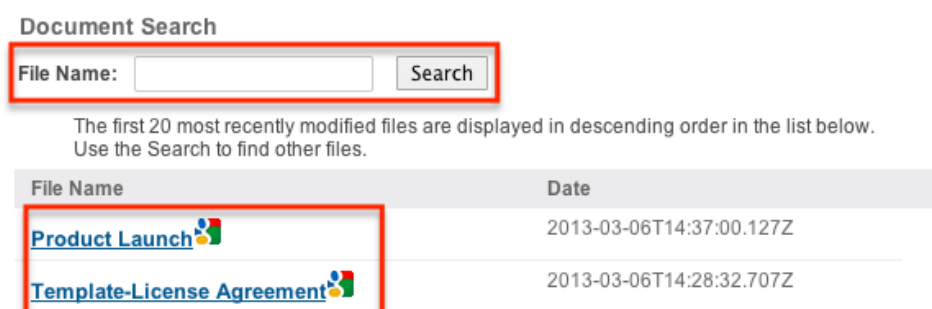 Document Search
File Name: Search
The first 20 most recently modified files are displayed in descending order in the list below.
Use the Search to find other files.
File Name Date
Product Launch 2013-03-06T14:37:00.127Z
Template-License Agreement 2013-03-06T14:28:32.707Z